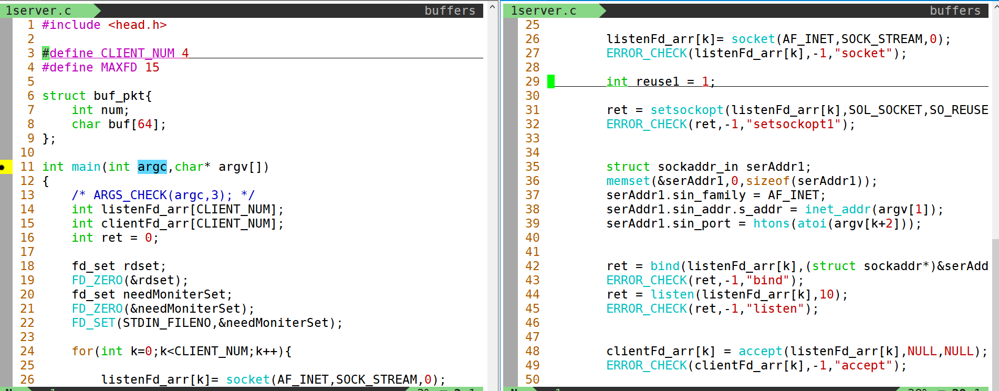 1server.c buffers
1 #include <head.h>
2
3 #define CLIENT_NUM 4
4 #define MAXFD 15
5
6 struct buf_pkt{
7     int num;
8     char buf[64];
9 };
10
11 int main(int argc,char* argv[])
12 {
13     /* ARGS_CHECK(argc,3); */
14     int listenFd_arr[CLIENT_NUM];
15     int clientFd_arr[CLIENT_NUM];
16     int ret = 0;
17
18     fd_set rdset;
19     FD_ZERO(&rdset);
20     fd_set needMoniterSet;
21     FD_ZERO(&needMoniterSet);
22     FD_SET(STDIN_FILENO,&needMoniterSet);
23
24     for(int k=0;k<CLIENT_NUM;k++){
25
26         listenFd_arr[k]= socket(AF_INET,SOCK_STREAM,0);
1server.c buffers
25
26         listenFd_arr[k]= socket(AF_INET,SOCK_STREAM,0);
27         ERROR_CHECK(listenFd_arr[k],-1,"socket");
28
29         int reuse1 = 1;
30
31         ret = setsockopt(listenFd_arr[k],SOL_SOCKET,SO_REUSE
32         ERROR_CHECK(ret,-1,"setsockopt1");
33
34
35         struct sockaddr_in serAddr1;
36         memset(&serAddr1,0,sizeof(serAddr1));
37         serAddr1.sin_family = AF_INET;
38         serAddr1.sin_addr.s_addr = inet_addr(argv[1]);
39         serAddr1.sin_port = htons(atoi(argv[k+2]));
40
41
42         ret = bind(listenFd_arr[k],(struct sockaddr*)&serAdd
43         ERROR_CHECK(ret,-1,"bind");
44         ret = listen(listenFd_arr[k],10);
45         ERROR_CHECK(ret,-1,"listen");
46
47
48         clientFd_arr[k] = accept(listenFd_arr[k],NULL,NULL);
49         ERROR_CHECK(clientFd_arr[k],-1,"accept");
50